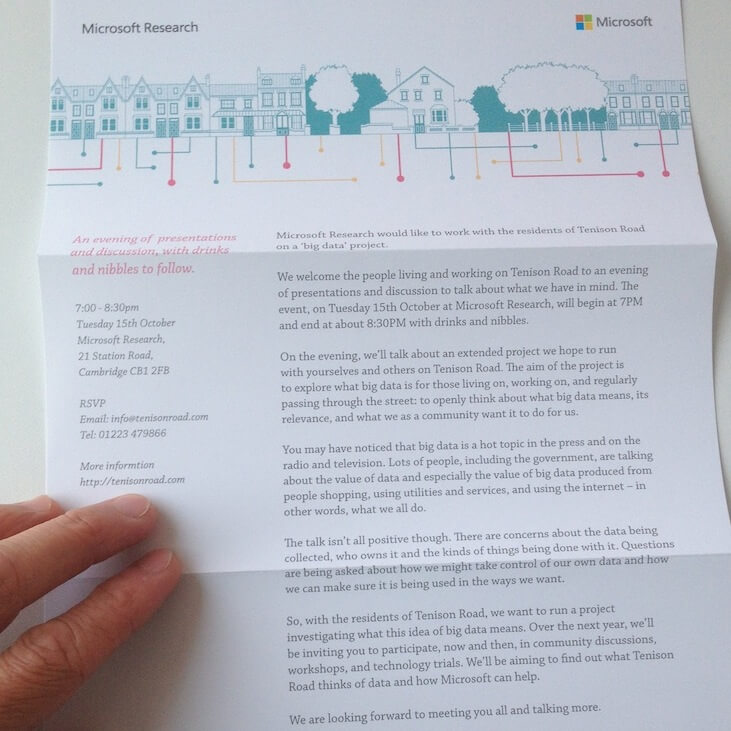 Microsoft Research
Microsoft
An evening of presentations
and discussion, with drinks
and nibbles to follow.
7:00 - 8:30pm
Tuesday 15th October
Microsoft Research,
21 Station Road,
Cambridge CB1 2FB
RSVP
Email: info@tenisonroad.com
Tel: 01223 479866
More informtion
http://tenisonroad.com
Microsoft Research would like to work with the residents of Tenison Road
on a 'big data' project.
We welcome the people living and working on Tenison Road to an evening
of presentations and discussion to talk about what we have in mind. The
event, on Tuesday 15th October at Microsoft Research, will begin at 7PM
and end at about 8:30PM with drinks and nibbles.
On the evening, we'll talk about an extended project we hope to run
with yourselves and others on Tenison Road. The aim of the project is
to explore what big data is for those living on, working on, and regularly
passing through the street: to openly think about what big data means, its
relevance, and what we as a community want it to do for us.
You may have noticed that big data is a hot topic in the press and on the
radio and television. Lots of people, including the government, are talking
about the value of data and especially the value of big data produced from
people shopping, using utilities and services, and using the internet – in
other words, what we all do.
The talk isn't all positive though. There are concerns about the data being
collected, who owns it and the kinds of things being done with it. Questions
are being asked about how we might take control of our own data and how
we can make sure it is being used in the ways we want.
So, with the residents of Tenison Road, we want to run a project
investigating what this idea of big data means. Over the next year, we'll
be inviting you to participate, now and then, in community discussions,
workshops, and technology trials. We'll be aiming to find out what Tenison
Road thinks of data and how Microsoft can help.
We are looking forward to meeting you all and talking more.